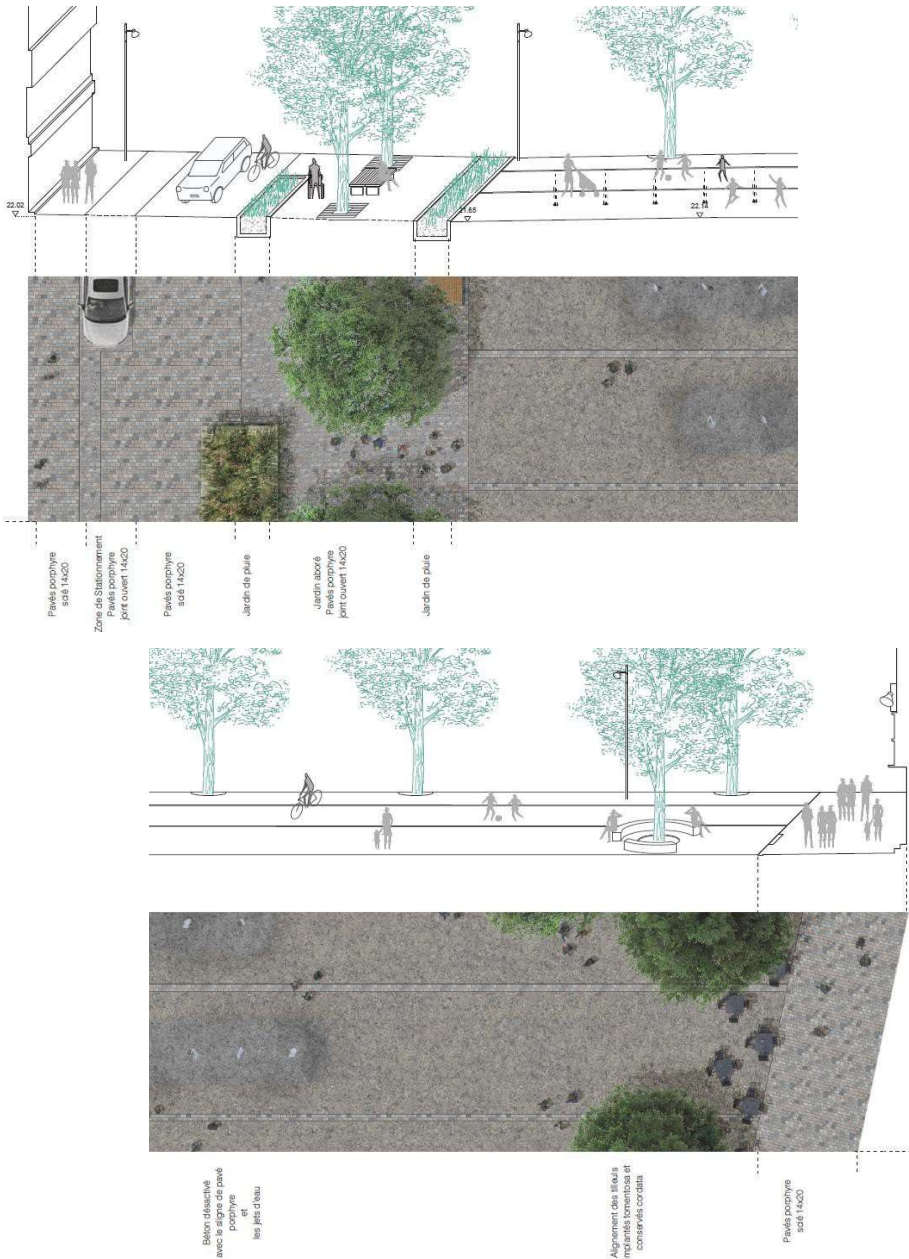 22.02
21.65
22.14
Pavés porphyre
scié 14x20
Zone de Stationnement
Pavés porphyre
joint ouvert 14x20
Pavés porphyre
scié 14x20
Jardin de pluie
Jardin aboré
Pavés porphyre
joint ouvert 14x20
Jardin de pluie
Béton désactivé
avec le signe de pavé
porphyre
et
les jets d'eau
Alignement des tilleuls
implantés tomentosa et
conservés cordata
Pavés porphyre
scié 14x20